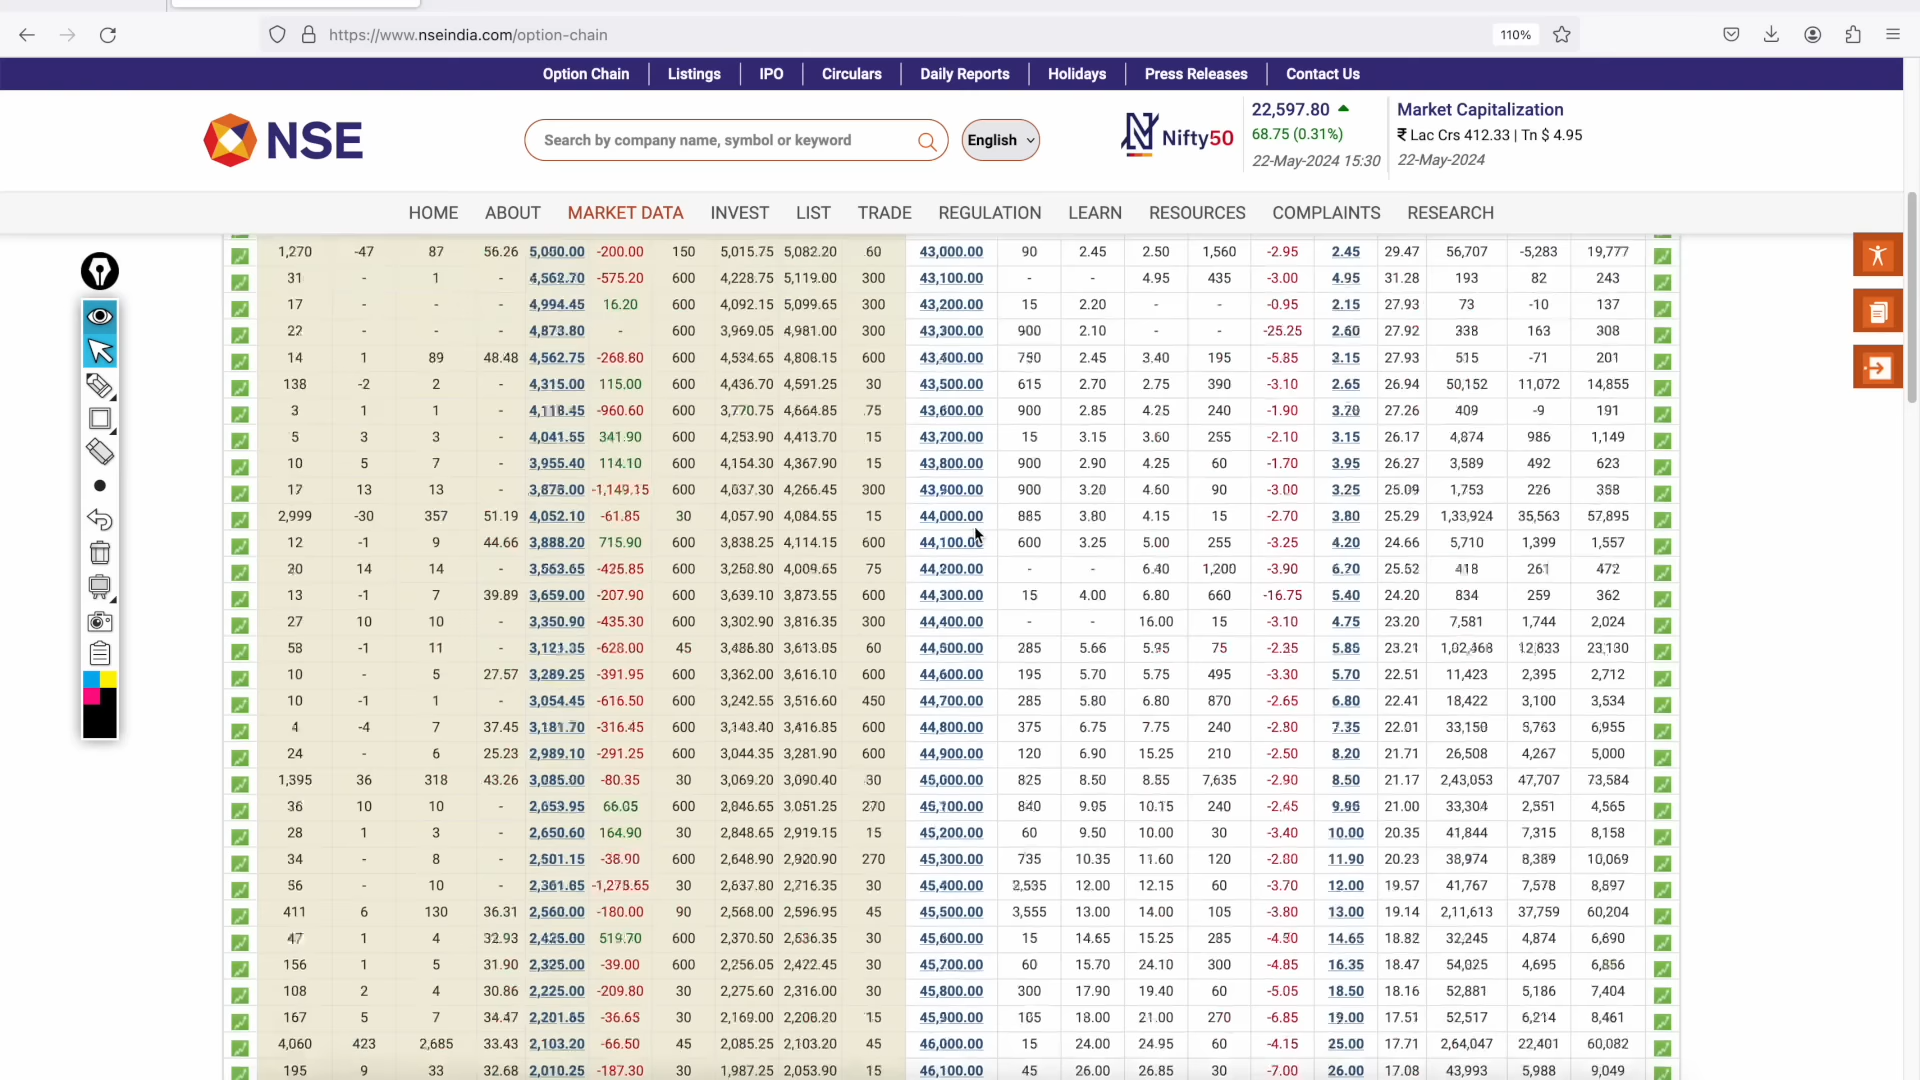 https://www.nseindia.com/option-chain 110%
Option Chain Listings IPO Circulars Daily Reports Holidays Press Releases Contact Us
NSE
Search by company name, symbol or keyword
English
Nifty50
22,597.80
68.75 (0.31%)
22-May-2024 15:30
Market Capitalization
₹ Lac Crs 412.33 | Tn $ 4.95
22-May-2024
HOME ABOUT MARKET DATA INVEST LIST TRADE REGULATION LEARN RESOURCES COMPLAINTS RESEARCH
1,270 -47 87 56.26 -200.00 150 5,015.75 5,082.20 60 43,000.00 90 2.45 2.50 1,560 -2.95 2.45 29.47 56,707 -5,283 19,777
31 - 1 - 4,562.70 -575.20 600 4,228.75 5,119.00 300 43,100.00 - - 4.95 435 -3.00 4.95 31.28 193 82 243
17 - - - 4,994.45 16.20 600 4,092.15 5,099.65 300 43,200.00 15 2.20 - - -0.95 2.15 27.93 73 -10 137
22 - - - 4,873.80 - 600 3,969.05 4,981.00 300 43,300.00 900 2.10 - - -25.25 2.60 27.92 338 163 308
14 1 89 48.48 4,562.75 -268.80 600 4,534.65 4,808.15 600 43,400.00 750 2.45 3.40 195 -5.85 3.15 27.93 515 -71 201
138 -2 2 - 4,315.00 115.00 600 4,436.70 4,591.25 30 43,500.00 615 2.70 2.75 390 -3.10 2.65 26.94 50,152 11,072 14,855
3 1 1 - 4,118.45 -960.60 600 3,770.75 4,664.85 75 43,600.00 900 2.85 4.25 240 -1.90 3.70 27.26 409 -9 191
5 3 3 - 4,041.55 341.90 600 4,253.90 4,413.70 15 43,700.00 15 3.15 3.60 255 -2.10 3.15 26.17 4,874 986 1,149
10 5 7 - 3,955.40 114.10 600 4,154.30 4,367.90 15 43,800.00 900 2.90 4.25 60 -1.70 3.95 26.27 3,589 492 623
17 13 13 - -1,149.15 600 4,037.30 4,266.45 300 43,900.00 900 3.20 4.60 90 -3.00 3.25 25.09 1,753 226 358
2,999 -30 357 51.19 4,052.10 -61.85 30 4,057.90 4,084.55 15 44,000.00 885 3.80 4.15 15 -2.70 3.80 25.29 1,33,924 35,563 57,895
12 -1 9 44.66 3,888.20 715.90 600 3,838.25 4,114.15 600 44,100.00 600 3.25 5.00 255 -3.25 4.20 24.66 5,710 1,399 1,557
20 14 14 - 3,563.65 -425.85 600 3,258.80 4,009.65 75 44,200.00 - - 6.40 1,200 -3.90 6.70 25.52 418 261 472
13 -1 7 39.89 3,659.00 -207.90 600 3,639.10 3,873.55 600 44,300.00 15 4.00 6.80 660 -16.75 5.40 24.20 834 259 362
27 10 10 - 3,350.90 -435.30 600 3,302.90 3,816.35 300 44,400.00 - - 16.00 15 -3.10 4.75 23.20 7,581 1,744 2,024
58 -1 11 - -628.00 45 3,486.80 3,613.05 60 44,500.00 285 5.95 75 -2.35 5.85 23.21 1,02,468 23,130
10 - 5 27.57 3,289.25 -391.95 600 3,362.00 3,616.10 600 44,600.00 195 5.70 5.75 495 -3.30 5.70 22.51 11,423 2,395 2,712
10 -1 1 - 3,054.45 -616.50 600 3,242.55 3,516.60 450 44,700.00 285 5.80 6.80 870 -2.65 6.80 22.41 18,422 3,100 3,534
4 -4 7 37.45 3,181.70 -316.45 600 3,143.40 3,416.85 600 44,800.00 375 6.75 7.75 240 -2.80 7.35 22.01 33,150 5,763 6,955
24 - 6 25.23 2,989.10 -291.25 600 3,044.35 3,281.90 600 44,900.00 120 6.90 15.25 210 -2.50 8.20 21.71 26,508 4,267 5,000
1,395 36 318 43.26 3,085.00 -80.35 30 3,069.20 3,090.40 30 45,000.00 825 8.50 8.55 7,635 -2.90 8.50 21.17 2,43,053 47,707 73,584
36 10 10 - 2,653.95 66.05 600 2,846.65 3,051.25 270 45,100.00 840 9.95 10.15 240 -2.45 21.00 33,304 2,551 4,565
28 1 3 - 2,650.60 164.90 30 2,848.65 2,919.15 15 45,200.00 60 9.50 10.00 30 -3.40 10.00 20.35 41,844 7,315 8,158
34 - 8 - 2,501.15 -38.90 600 2,648.90 2,920.90 270 45,300.00 735 10.35 11.60 120 -2.80 11.90 20.23 38,974 8,389 10,069
56 - 10 - 2,361.65 30 2,637.80 2,716.35 30 45,400.00 2,535 12.00 12.15 60 -3.70 12.00 19.57 41,767 7,578 8,897
411 6 130 36.31 2,560.00 -180.00 90 2,568.00 2,596.95 45 45,500.00 3,555 13.00 14.00 105 -3.80 13.00 19.14 2,11,613 37,759 60,204
47 1 4 32.93 2,425.00 519.70 600 2,370.50 2,536.35 30 45,600.00 15 14.65 15.25 285 14.65 18.82 32,245 4,874 6,690
156 1 5 31.90 2,325.00 -39.00 600 2,256.05 2,422.45 30 45,700.00 60 15.70 24.10 300 -4.85 16.35 18.47 54,025 4,695 6,856
108 2 4 30.86 2,225.00 -209.80 30 2,275.60 2,316.00 30 45,800.00 300 17.90 19.40 60 -5.05 18.50 18.16 52,881 5,186 7,404
167 5 7 34.47 2,201.65 -36.65 30 2,169.00 2,206.20 15 45,900.00 105 18.00 21.00 270 -6.85 19.00 17.51 52,517 6,214 8,461
4,060 423 2,685 33.43 2,103.20 -66.50 45 2,085.25 2,103.20 45 46,000.00 15 24.00 24.95 60 -4.15 25.00 17.71 2,64,047 22,401 60,082
195 9 33 32.68 2,010.25 -187.30 30 1,987.25 2,053.90 15 46,100.00 45 26.00 26.85 30 -7.00 26.00 17.08 43,993 5,988 9,049